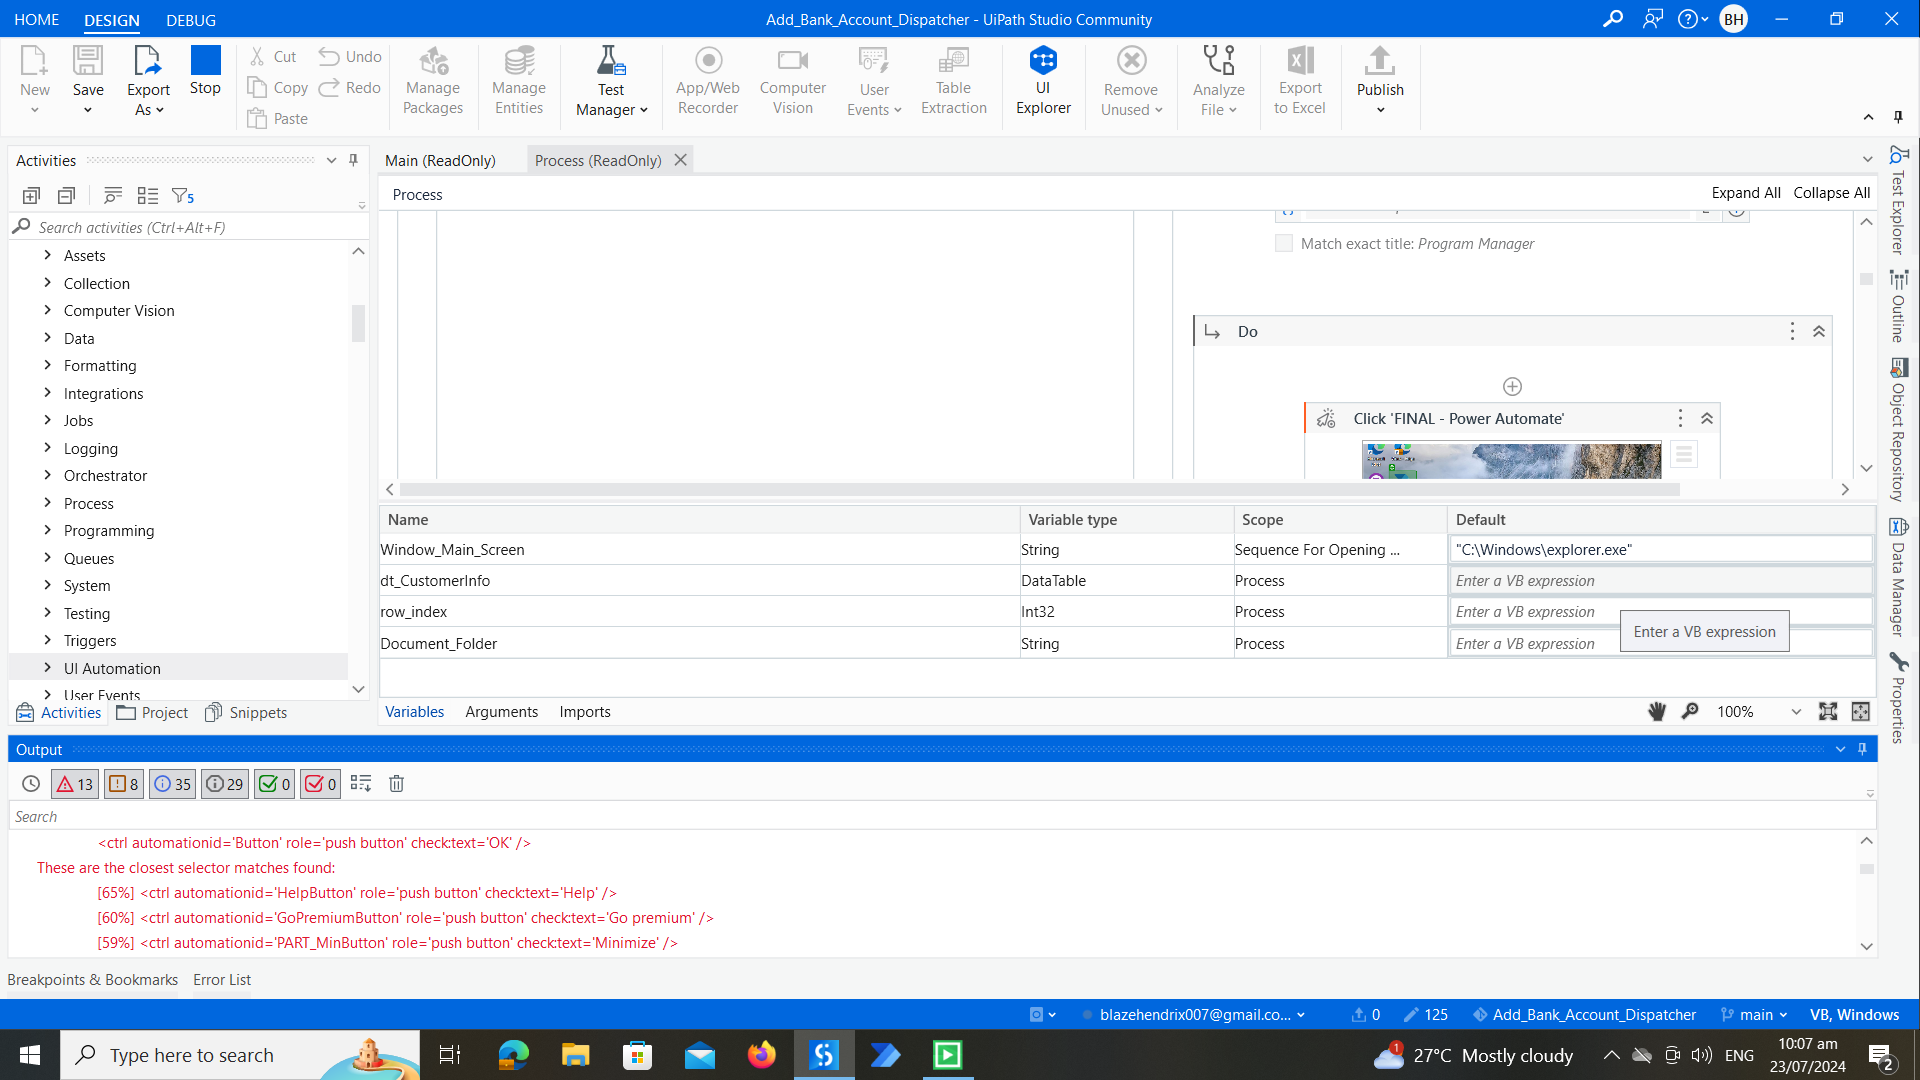 HOME DESIGN DEBUG
Add_Bank_Account_Dispatcher - UiPath Studio Community
BH
New
Save
Export As
Stop
Cut
Copy
Paste
Undo
Redo
Manage Packages
Manage Entities
Test Manager
App/Web Recorder
Computer Vision
User Events
Table Extraction
UI Explorer
Remove Unused
Analyze File
Export to Excel
Publish
Activities
5
Search activities (Ctrl+Alt+F)
Assets
Collection
Computer Vision
Data
Formatting
Integrations
Jobs
Logging
Orchestrator
Process
Programming
Queues
System
Testing
Triggers
UI Automation
User Events
Activities Project Snippets
Main (ReadOnly) Process (ReadOnly)
Process
Expand All Collapse All
Match exact title: Program Manager
Do
Click 'FINAL - Power Automate'
Name Variable type Scope Default
Window_Main_Screen String Sequence For Opening ... "C:\Windows\explorer.exe"
dt_CustomerInfo DataTable Process Enter a VB expression
row_index Int32 Process Enter a VB expression
Document_Folder String Process Enter a VB expression
Enter a VB expression
Variables Arguments Imports
100%
Test Explorer
Outline
Object Repository
Data Manager
Properties
Output
13 8 35 29 0 0
Search
<ctrl automationid='Button' role='push button' check:text='OK' />
These are the closest selector matches found:
[65%] <ctrl automationid='HelpButton' role='push button' check:text='Help' />
[60%] <ctrl automationid='GoPremiumButton' role='push button' check:text='Go premium' />
[59%] <ctrl automationid='PART_MinButton' role='push button' check:text='Minimize' />
Breakpoints & Bookmarks Error List
blazehendrix007@gmail.co... 0 125 Add_Bank_Account_Dispatcher main VB, Windows
Type here to search
1
27°C Mostly cloudy
ENG
10:07 am
23/07/2024
2